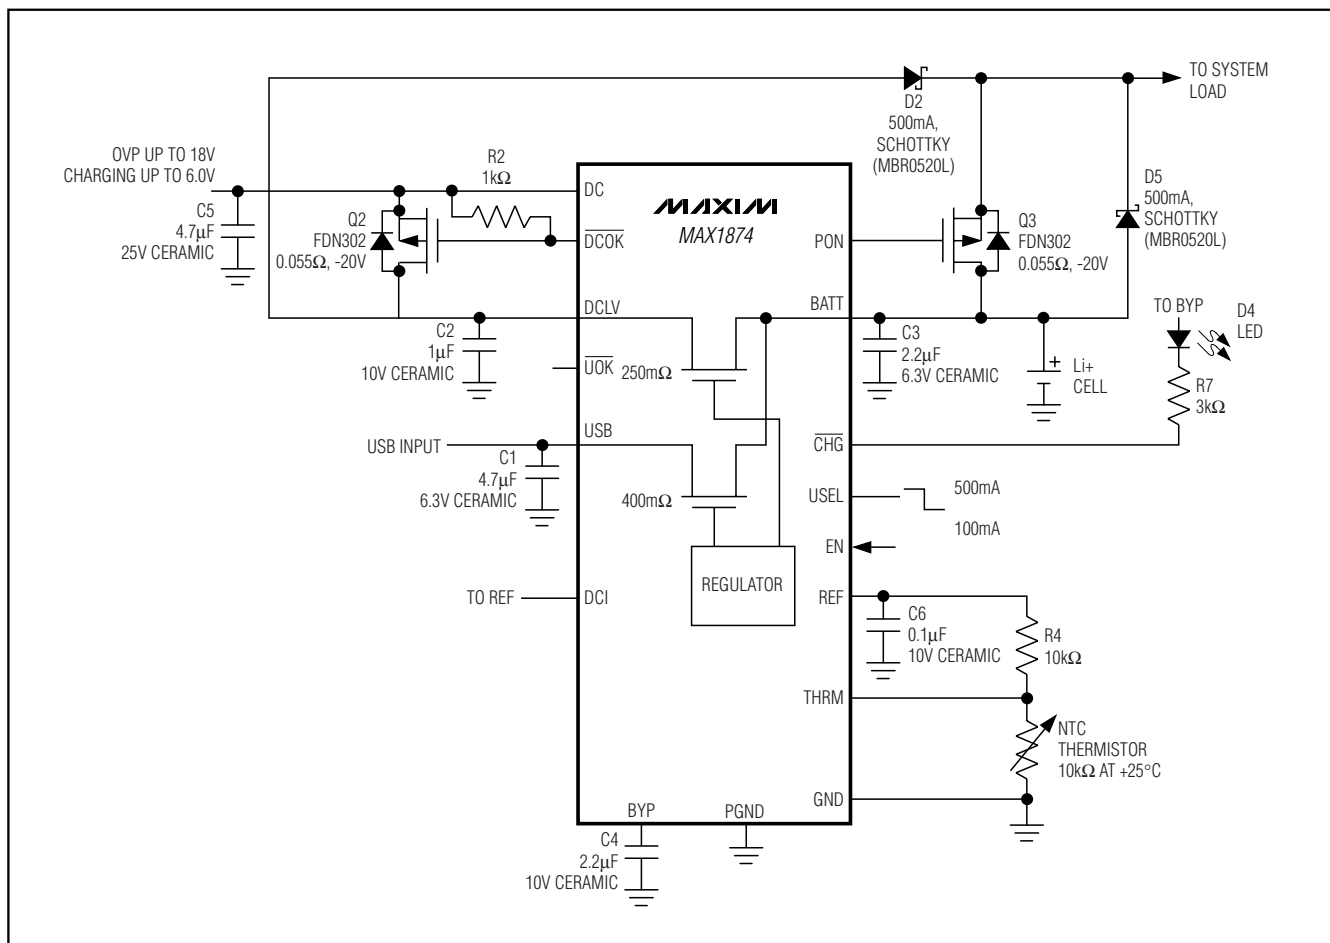 TO SYSTEM
LOAD
D2
500mA,
SCHOTTKY
(MBR0520L)
OVP UP TO 18V
CHARGING UP TO 6.0V
R2
1kΩ
D5
500mA,
SCHOTTKY
(MBR0520L)
C5
4.7μF
25V CERAMIC
Q2
FDN302
0.055Ω, -20V
DC
DCOK
MAXIM
MAX1874
PON
Q3
FDN302
0.055Ω, -20V
DCLV
BATT
TO BYP
D4
LED
C2
1μF
10V CERAMIC
UOK
250mΩ
C3
2.2μF
6.3V CERAMIC
+
Li+
CELL
R7
3kΩ
USB INPUT
USB
CHG
C1
4.7μF
6.3V CERAMIC
400mΩ
USEL
500mA
100mA
EN
REGULATOR
TO REF
DCI
REF
C6
0.1μF
10V CERAMIC
R4
10kΩ
THRM
NTC
THERMISTOR
10kΩ AT +25°C
GND
BYP
PGND
C4
2.2μF
10V CERAMIC